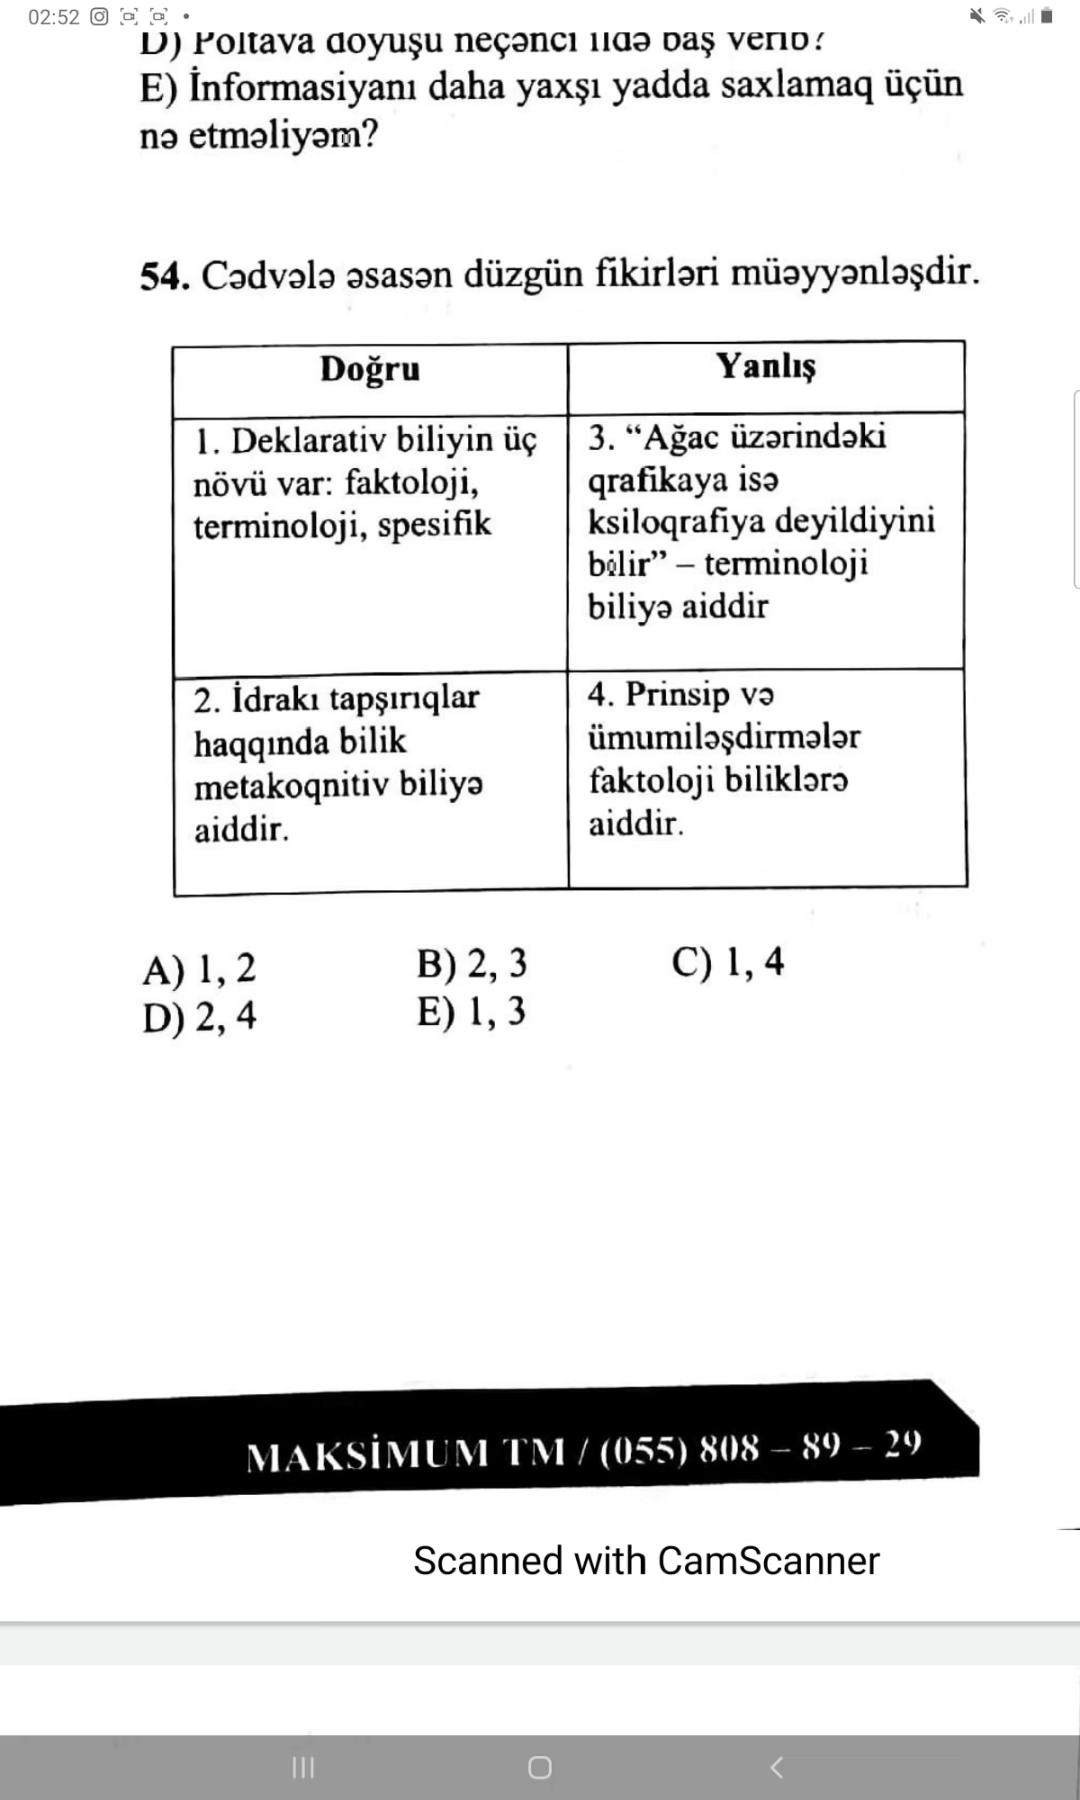 02:52
D) Poltava döyüşü neçənci ildə baş verib?
E) İnformasiyanı daha yaxşı yadda saxlamaq üçün
nə etməliyəm?
54. Cədvələ əsasən düzgün fikirləri müəyyənləşdir.
Doğru
Yanlış
1. Deklarativ biliyin üç
növü var: faktoloji,
terminoloji, spesifik
3. “Ağac üzərindəki
qrafikaya isə
ksiloqrafiya deyildiyini
bilir” – terminoloji
biliyə aiddir
2. İdrakı tapşırıqlar
haqqında bilik
metakoqnitiv biliyə
aiddir.
4. Prinsip və
ümumiləşdirmələr
faktoloji biliklərə
aiddir.
A) 1, 2 B) 2, 3 C) 1, 4
D) 2, 4 E) 1, 3
MAKSİMUM TM / (055) 808 – 89 – 29
Scanned with CamScanner